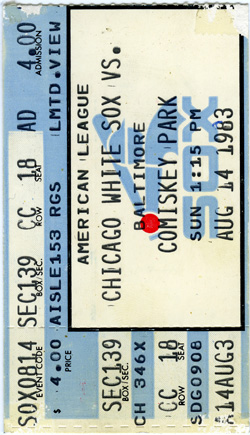 SOX0814 SEC139 CC 18 AD 4.00
EVENT CODE BOX/SEC. ROW SEAT ADMISSION
$ 4.00 AISLE153 RGS LMTD.VIEW
PRICE
AMERICAN LEAGUE
CHICAGO WHITE SOX VS.
BALTIMORE
COMISKEY PARK
SUN 1:15 PM
AUG 14 1983
SOX
SEC139
BOX/SEC.
CH 346X
CC 18
ROW SEAT
SDG0908
14AUG3